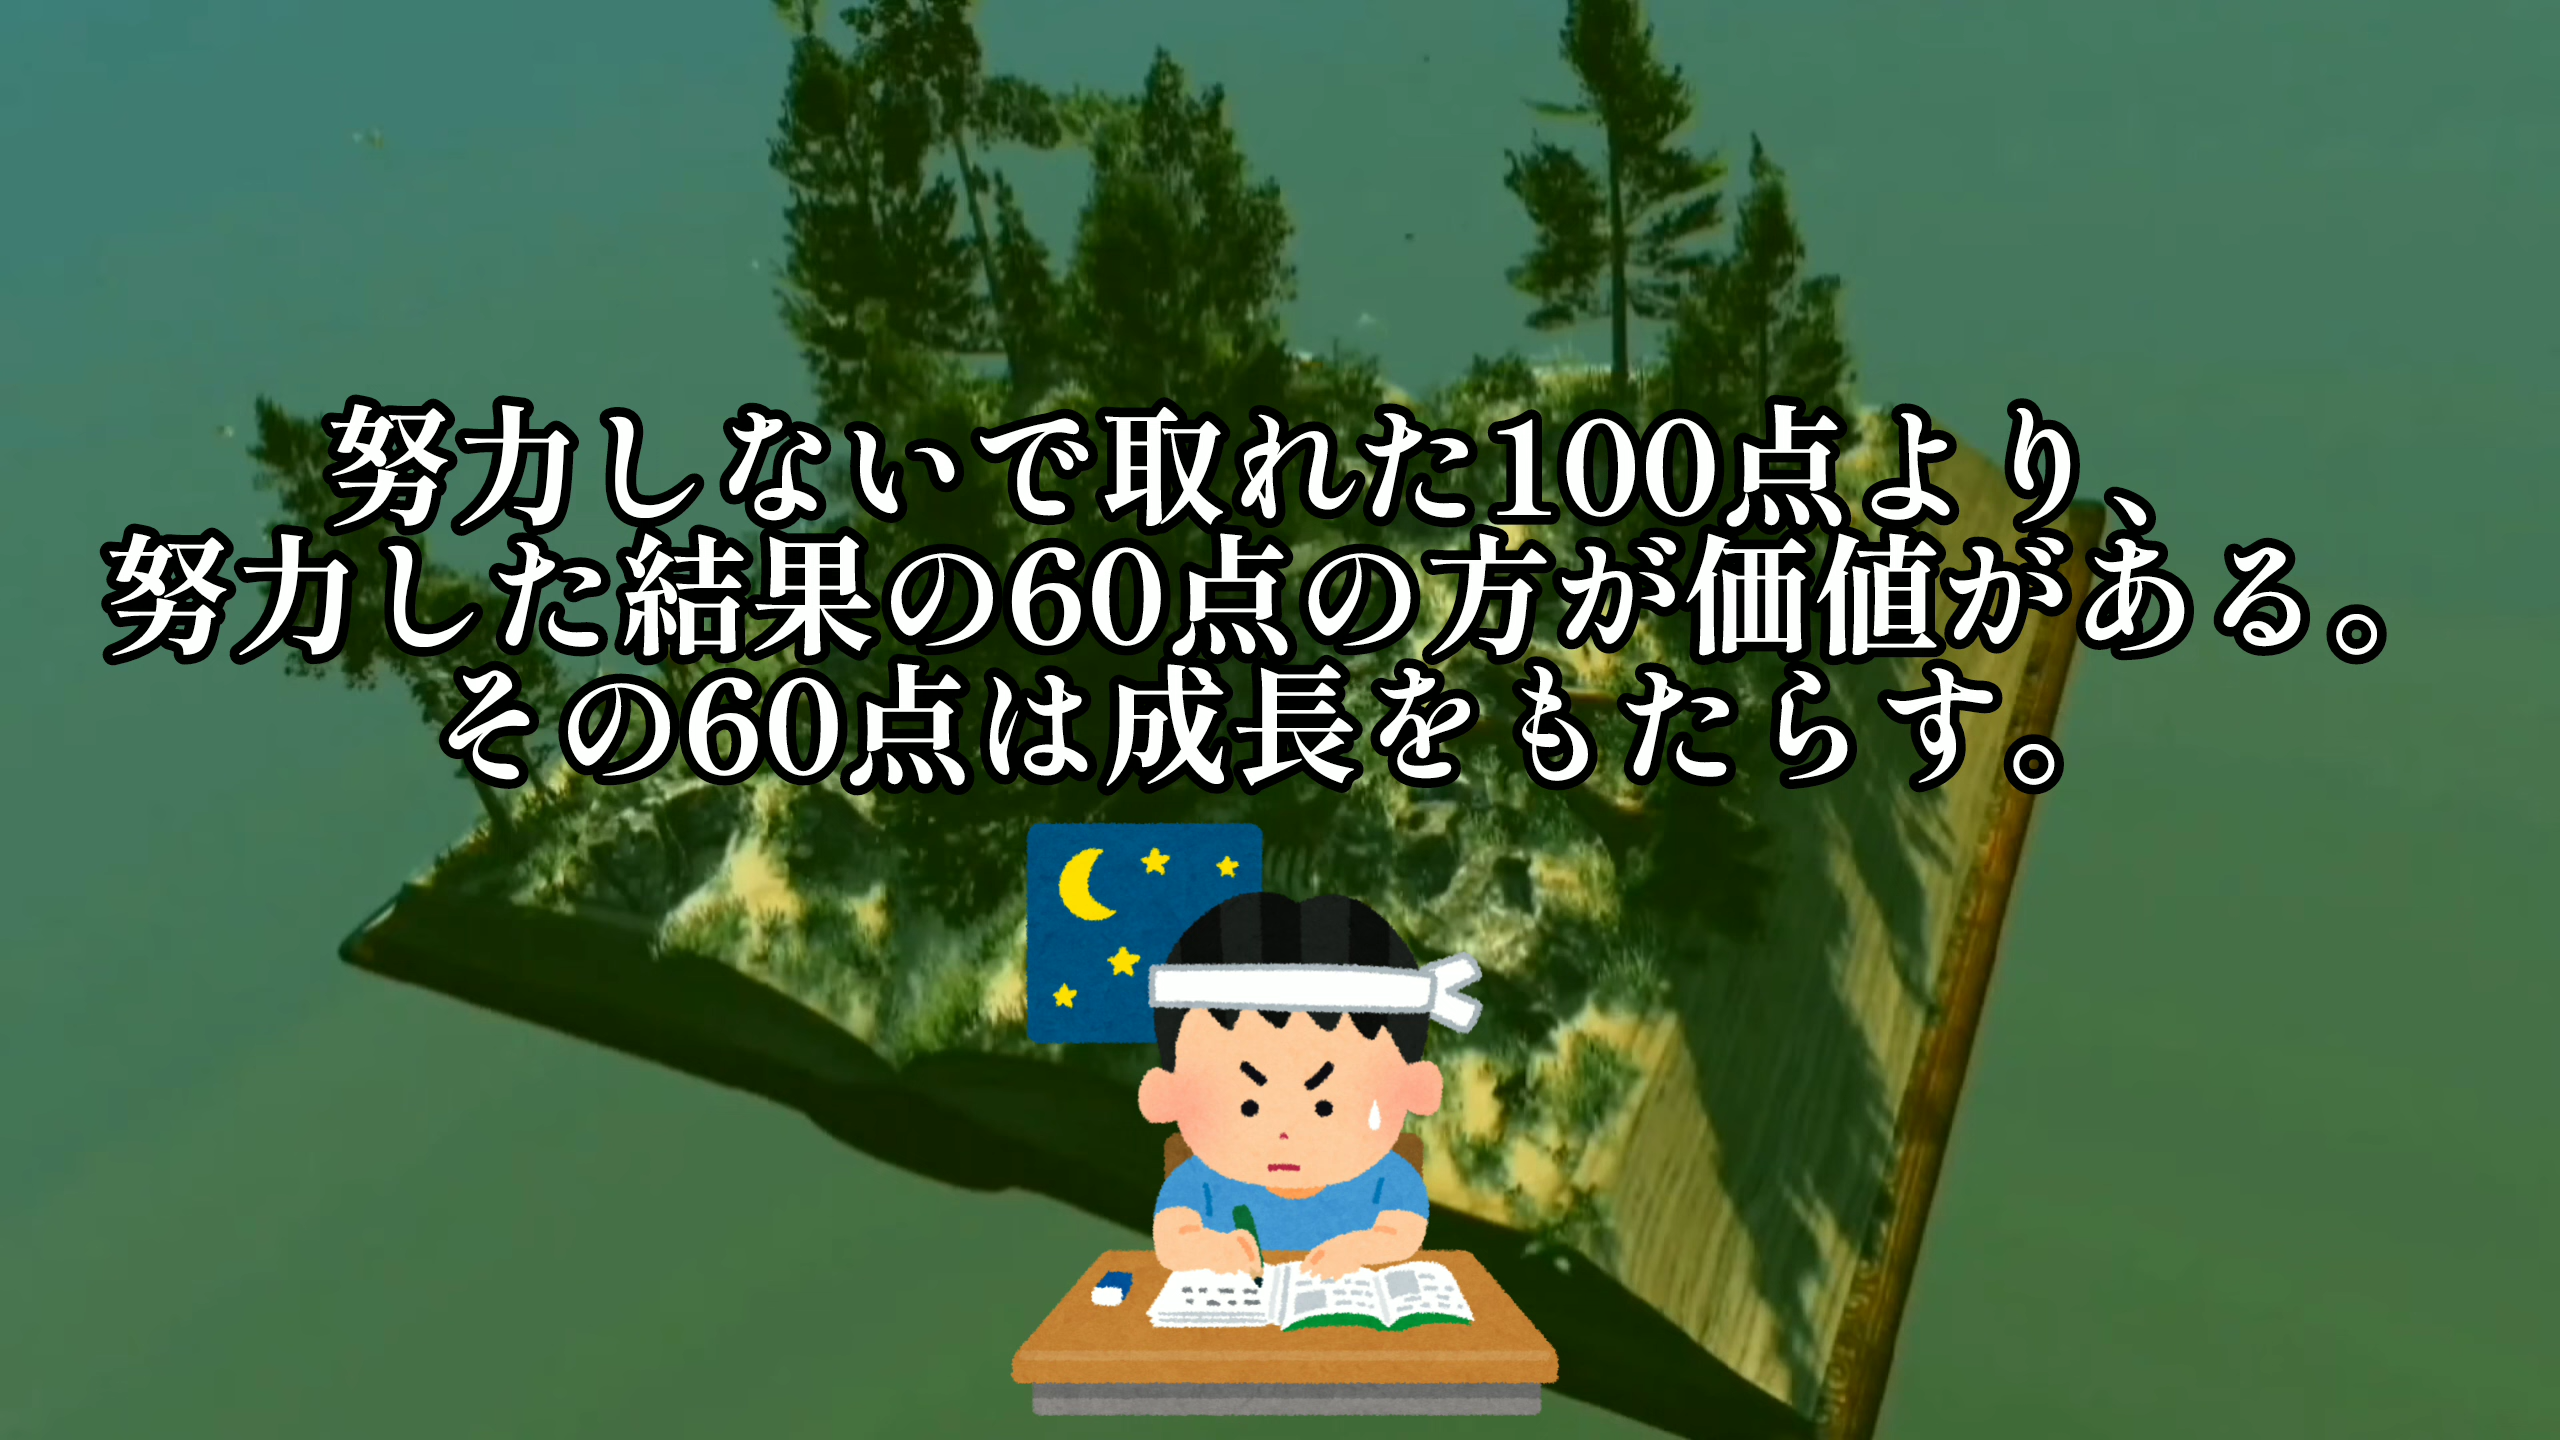 努力しないで取れた100点より、
努力した結果の60点の方が価値がある。
その60点は成長をもたらす。